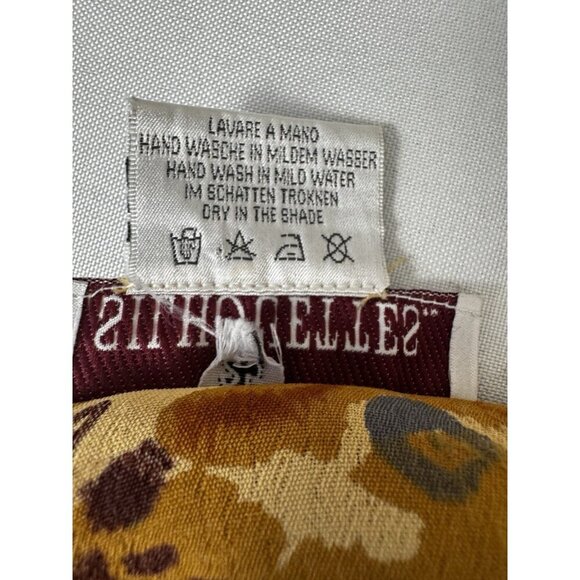 LAVARE A MANO
HAND WASCHE IN MILDEM WASSER
HAND WASH IN MILD WATER
IM SCHATTEN TROKNEN
DRY IN THE SHADE